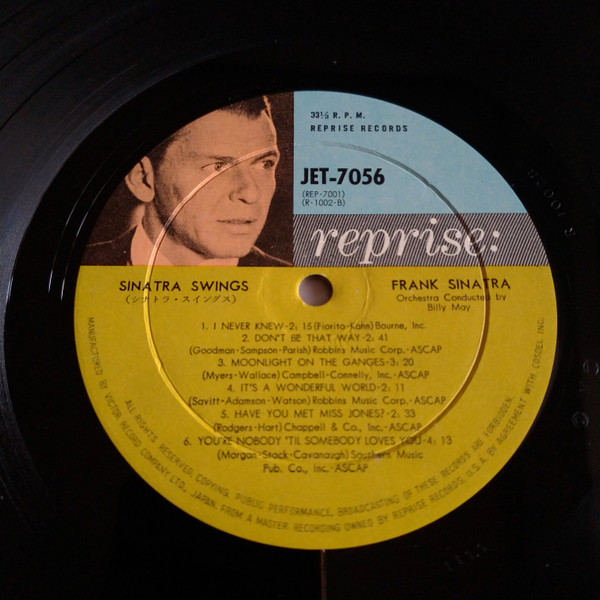 33⅓ R. P. M.
REPRISE RECORDS
JET-7056
(REP-7001)
(R-1002-B)
reprise:
SINATRA SWINGS
(シナトラ・スイングス)
FRANK SINATRA
Orchestra Conducted by
Billy May
1. I NEVER KNEW-2: 15 (Fiorito-Kahn) Bourne, Inc.
2. DON'T BE THAT WAY-2: 41
(Goodman-Sampson-Parish) Robbins Music Corp.-ASCAP
3. MOONLIGHT ON THE GANGES-3: 20
(Myers-Wallace) Campbell-Connelly, Inc.-ASCAP
4. IT'S A WONDERFUL WORLD-2: 11
(Savitt-Adamson-Watson) Robbins Music Corp.-ASCAP
5. HAVE YOU MET MISS JONES?-2: 33
(Rodgers-Hart) Chappell & Co., Inc.-ASCAP
6. YOU'RE NOBODY 'TIL SOMEBODY LOVES YOU-4: 13
(Morgan-Stock-Cavanaugh) Southern Music
Pub. Co., Inc.-ASCAP
ALL RIGHTS RESERVED, COPYING, PUBLIC PERFORMANCE, BROADCASTING OF THESE RECORDS ARE FORBIDDEN.
MANUFACTURED BY VICTOR RECORD COMPANY LTD., JAPAN. FROM A MASTER RECORDING OWNED BY REPRISE RECORDS, U.S.A. BY AGREEMENT WITH COSDEL INC.